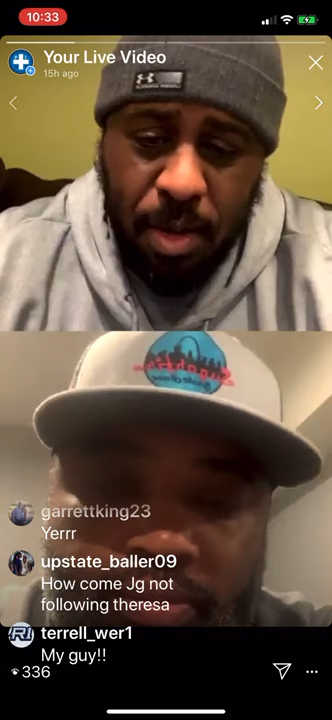 10:33
Your Live Video
15h ago
garrettking23
Yerrr
upstate_baller09
How come Jg not
following theresa
terrell_wer1
My guy!!
336